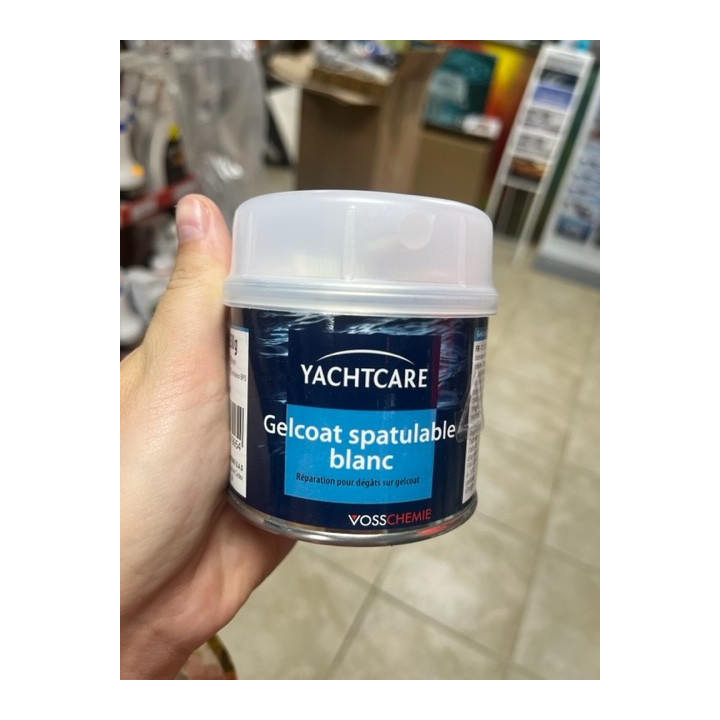 YACHTCARE
Gelcoat spatulable
blanc
Réparation pour dégâts sur gelcoat
VOSSCHEMIE